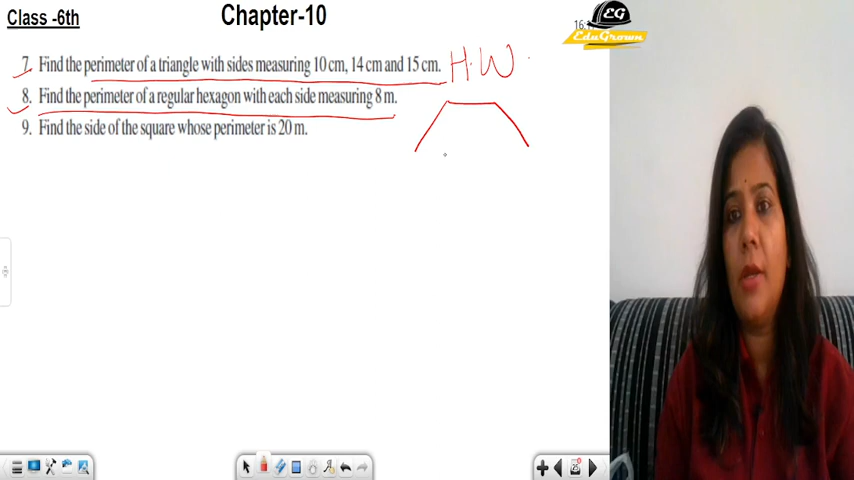 Class -6th
Chapter-10
EG
EduGrown
7. Find the perimeter of a triangle with sides measuring 10 cm, 14 cm and 15 cm. H.W
8. Find the perimeter of a regular hexagon with each side measuring 8 m.
9. Find the side of the square whose perimeter is 20 m.
25